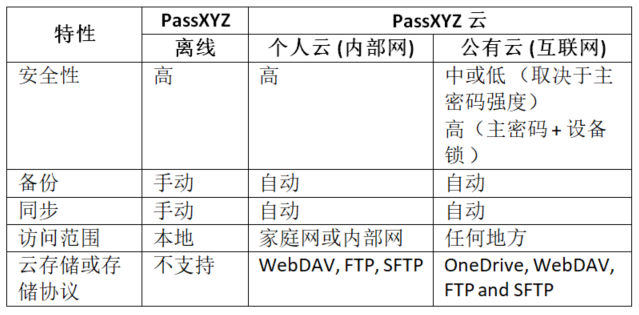 特性 PassXYZ PassXYZ 云
离线 个人云 (内部网) 公有云 (互联网)
安全性 高 高 中或低 (取决于主
密码强度)
高 (主密码 + 设备
锁 )
备份 手动 自动 自动
同步 手动 自动 自动
访问范围 本地 家庭网或内部网 任何地方
云存储或存 不支持 WebDAV, FTP, SFTP OneDrive, WebDAV,
储协议 FTP and SFTP